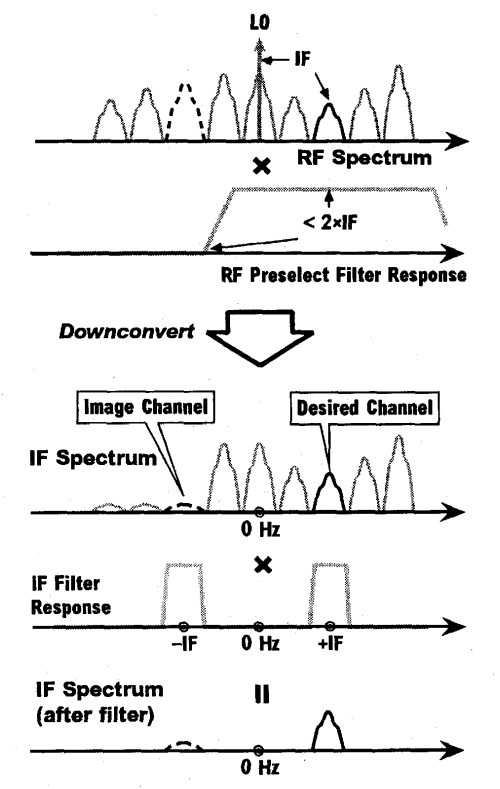 LO
IF
RF Spectrum
×
< 2×IF
RF Preselect Filter Response
Downconvert
Image Channel
Desired Channel
IF Spectrum
0 Hz
×
IF Filter
Response
–IF
0 Hz
+IF
IF Spectrum
(after filter)
=
0 Hz